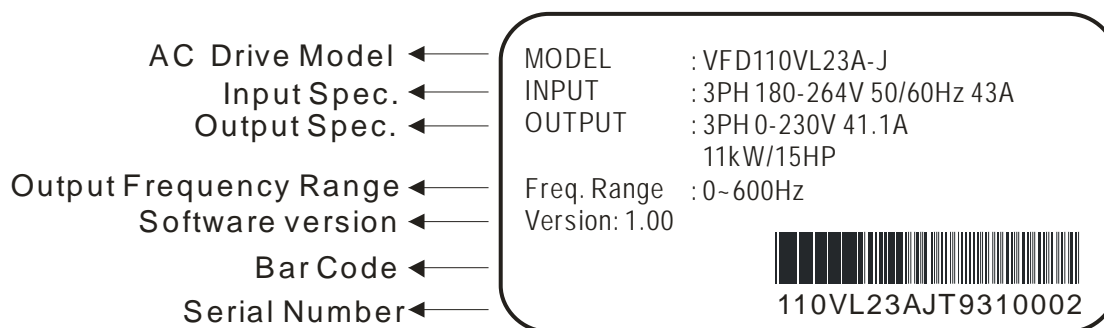 AC Drive Model
Input Spec.
Output Spec.
Output Frequency Range
Software version
Bar Code
Serial Number
MODEL : VFD110VL23A-J
INPUT : 3PH 180-264V 50/60Hz 43A
OUTPUT : 3PH 0-230V 41.1A
11kW/15HP
Freq. Range : 0~600Hz
Version: 1.00
110VL23AJT9310002